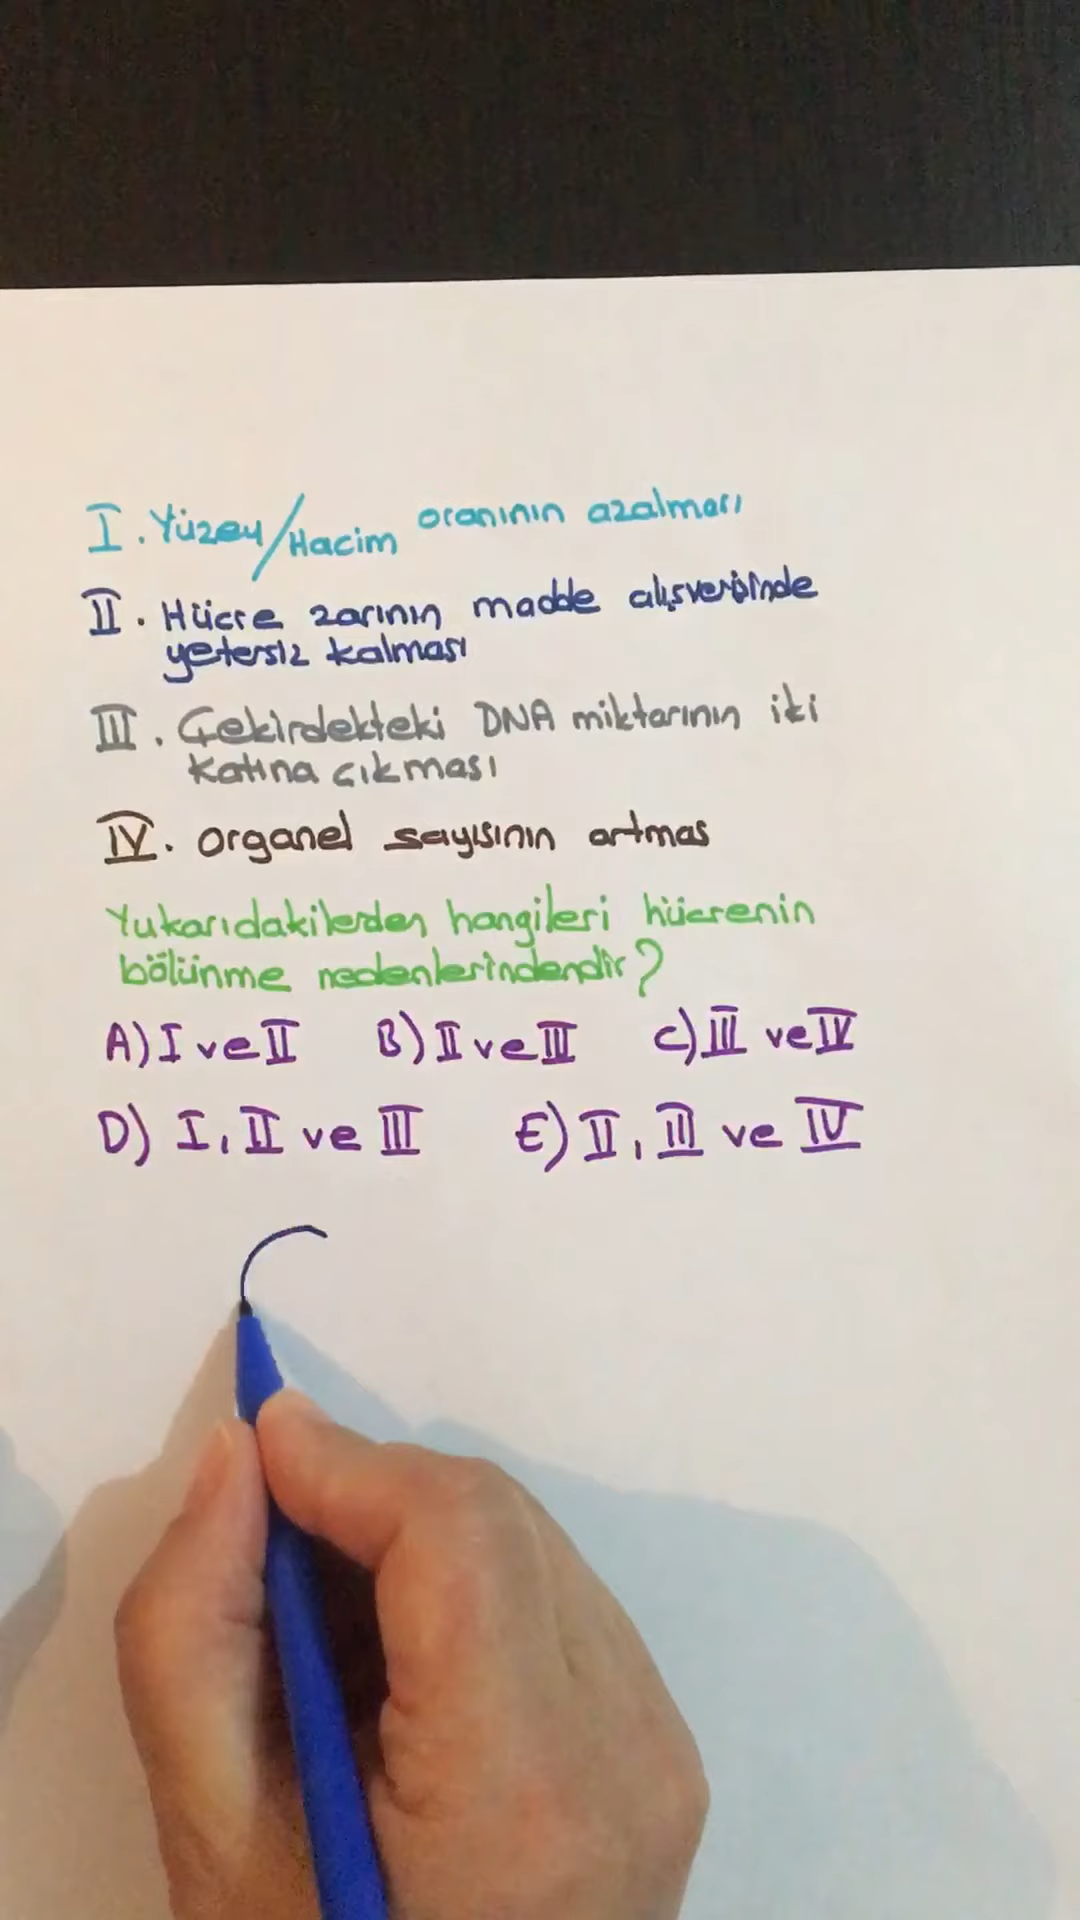 I. Yüzey/Hacim oranının azalması
II. Hücre zarının madde alışverişinde
yetersiz kalması
III. Çekirdekteki DNA miktarının iki
katına çıkması
IV. organel sayısının artmas
Yukarıdakilerden hangileri hücrenin
bölünme nedenlerindendir?
A) I ve II B) II ve III C) III ve IV
D) I, II ve III E) II, III ve IV